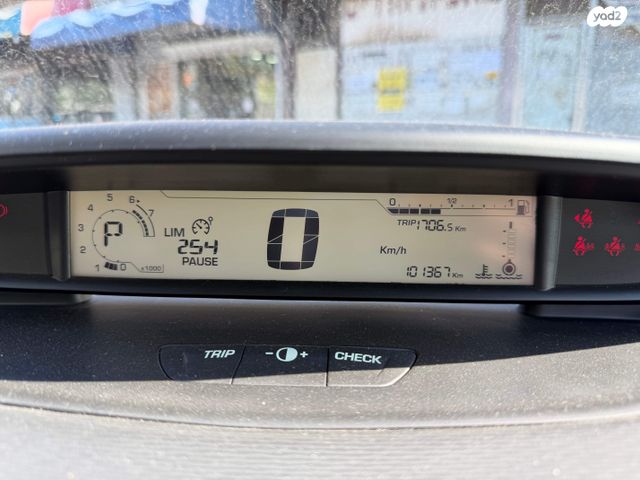 yad2
0 1/2 1
TRIP 1706.5 Km
5 6 7
4
3
2
1 0 x1000
P
LIM
254
PAUSE
0
Km/h
101367 Km
TRIP - + CHECK